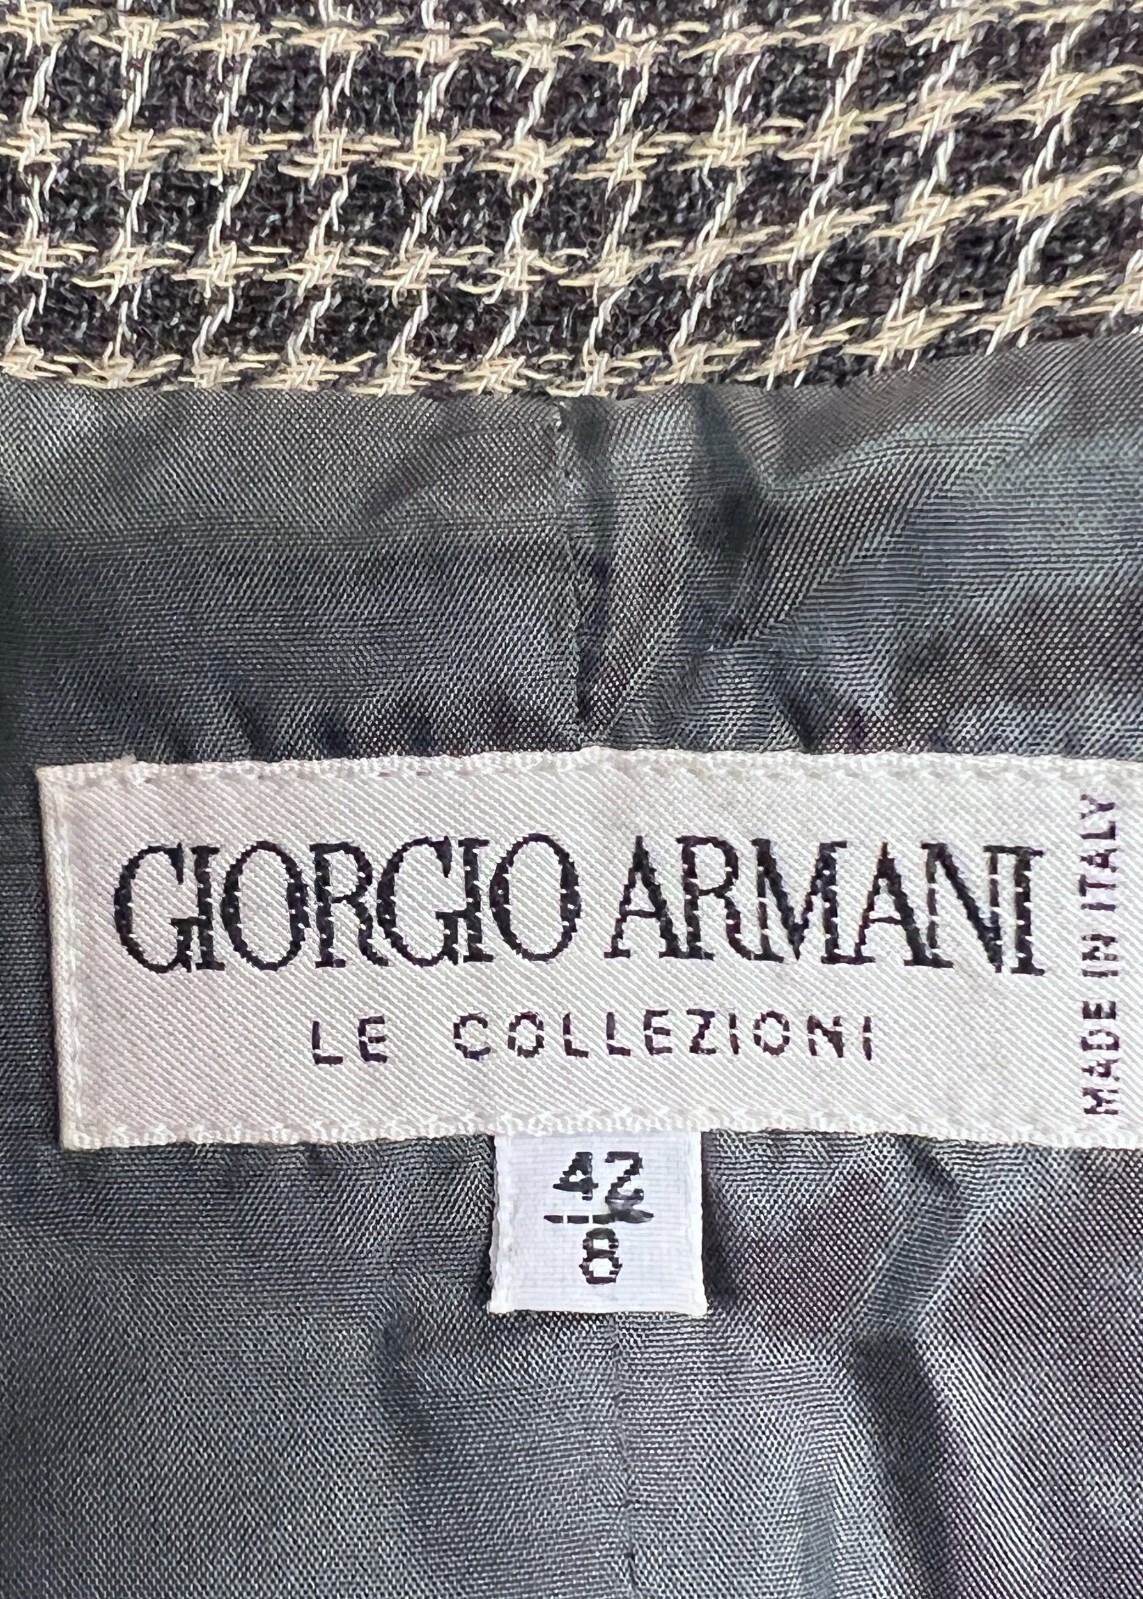 GIORGIO ARMANI
LE COLLEZIONI
MADE IN ITALY
42
8